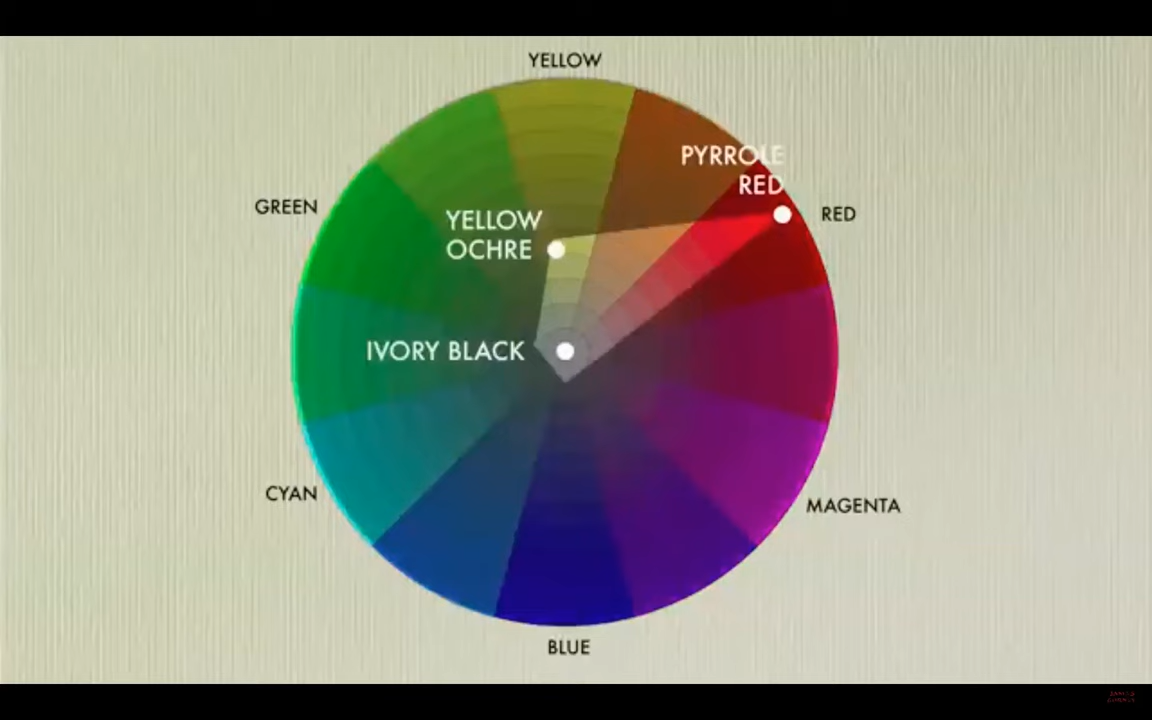 YELLOW
PYRROLE
RED
GREEN
YELLOW
OCHRE
RED
IVORY BLACK
CYAN
MAGENTA
BLUE